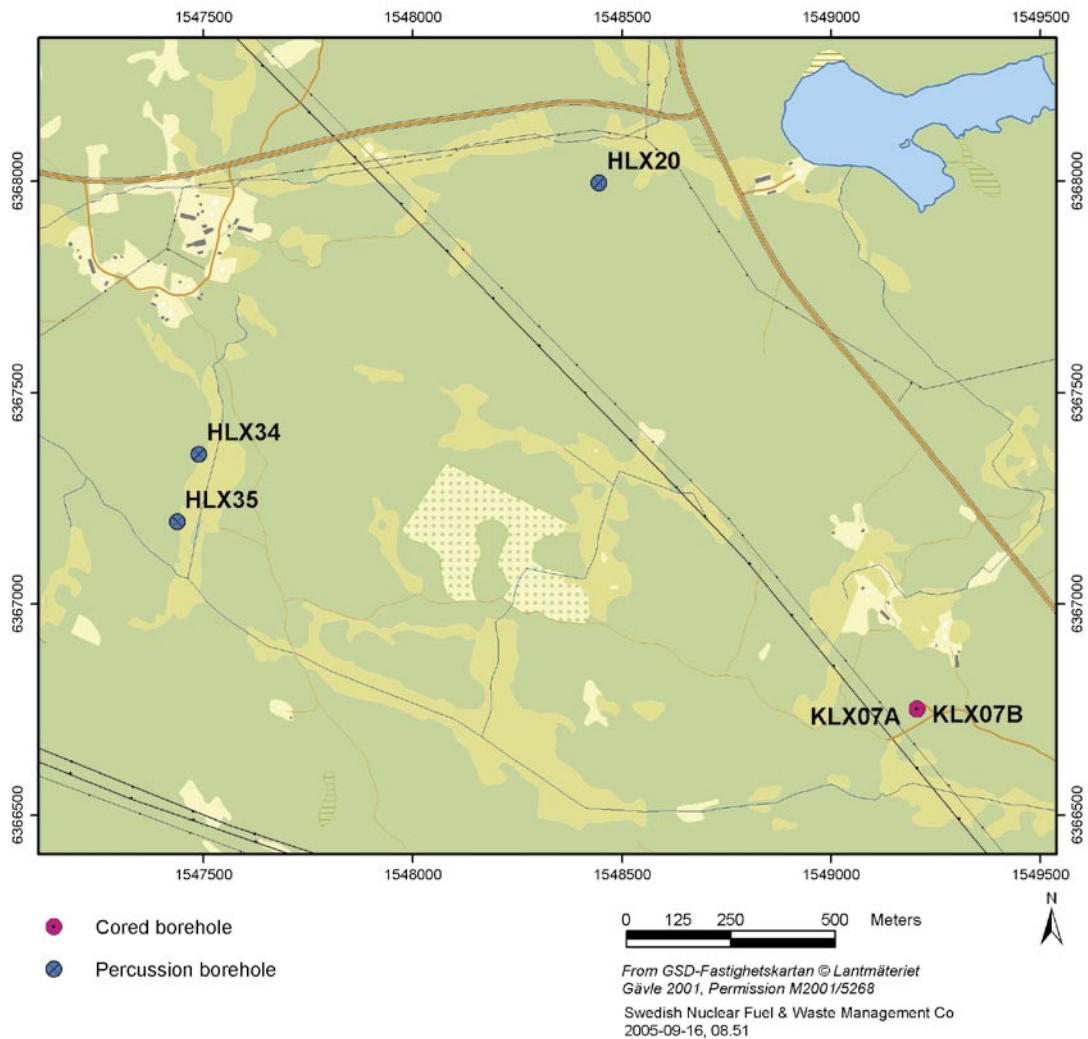 1547500 1548000 1548500 1549000 1549500
6368000 6368000
6367500 6367500
6367000 6367000
6366500 6366500
HLX20
HLX34
HLX35
KLX07A KLX07B
1547500 1548000 1548500 1549000 1549500
Cored borehole
Percussion borehole
0 125 250 500 Meters
N
From GSD-Fastighetskartan © Lantmäteriet
Gävle 2001, Permission M2001/5268
Swedish Nuclear Fuel & Waste Management Co
2005-09-16, 08.51